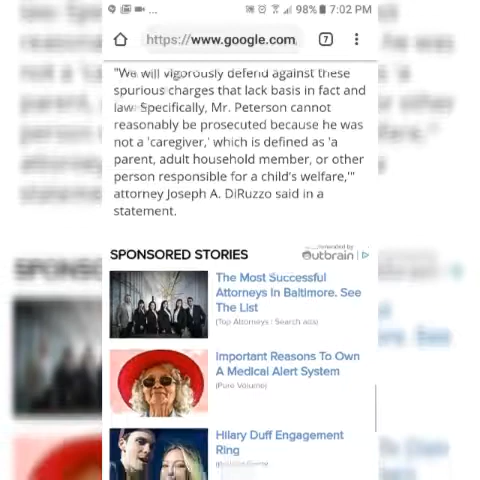 98% 7:02 PM
https://www.google.com, 7
"We will vigorously defend against these
spurious charges that lack basis in fact and
law. Specifically, Mr. Peterson cannot
reasonably be prosecuted because he was
not a 'caregiver,' which is defined as 'a
parent, adult household member, or other
person responsible for a child's welfare,'"
attorney Joseph A. DiRuzzo said in a
statement.
SPONSORED STORIES
Outbrain
The Most Successful
Attorneys In Baltimore. See
The List
(Top Attorneys | Search ads)
Important Reasons To Own
A Medical Alert System
(Pure Volume)
Hilary Duff Engagement
Ring